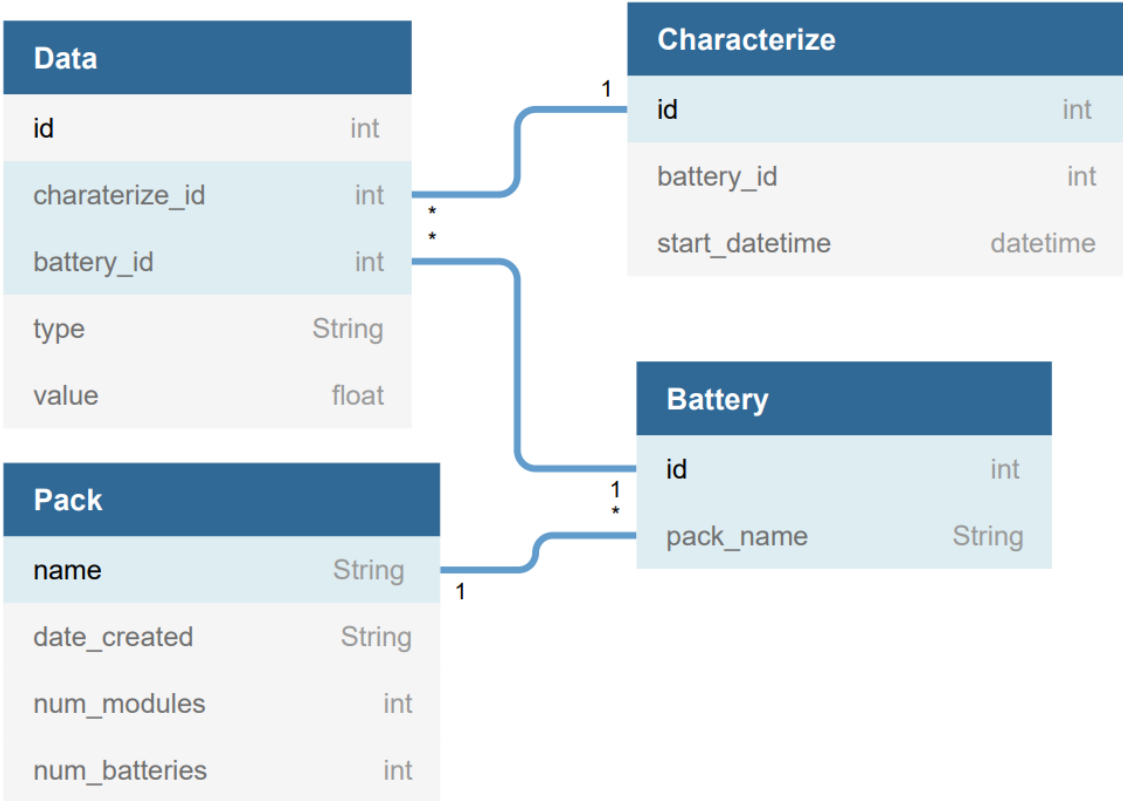 Data
id int
charaterize_id int
battery_id int
type String
value float
*
*
1
Characterize
id int
battery_id int
start_datetime datetime
Battery
id int
pack_name String
1
*
Pack
name String
date_created String
num_modules int
num_batteries int
1